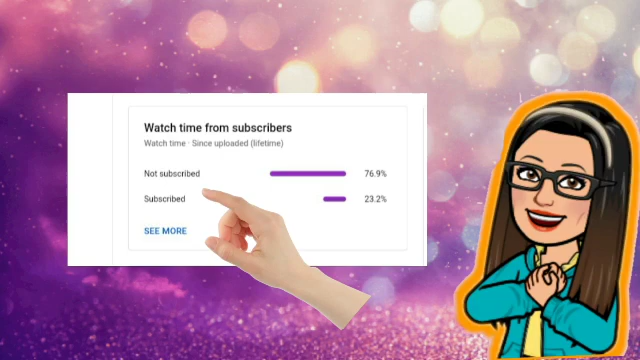 Watch time from subscribers
Watch time · Since uploaded (lifetime)
Not subscribed 76.9%
Subscribed 23.2%
SEE MORE